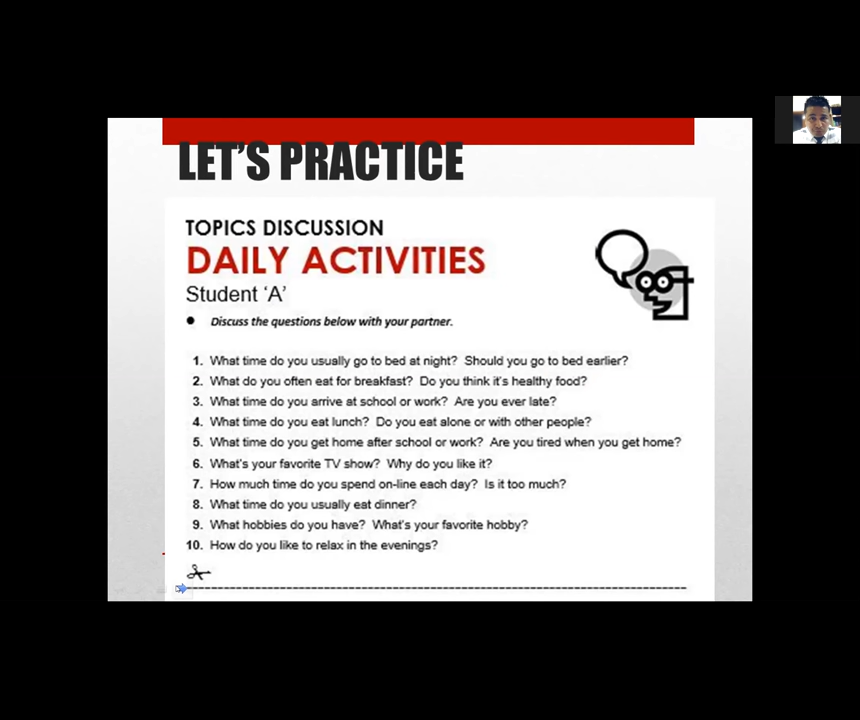 LET'S PRACTICE
TOPICS DISCUSSION
DAILY ACTIVITIES
Student ‘A’
● Discuss the questions below with your partner.
1. What time do you usually go to bed at night? Should you go to bed earlier?
2. What do you often eat for breakfast? Do you think it's healthy food?
3. What time do you arrive at school or work? Are you ever late?
4. What time do you eat lunch? Do you eat alone or with other people?
5. What time do you get home after school or work? Are you tired when you get home?
6. What's your favorite TV show? Why do you like it?
7. How much time do you spend on-line each day? Is it too much?
8. What time do you usually eat dinner?
9. What hobbies do you have? What's your favorite hobby?
10. How do you like to relax in the evenings?